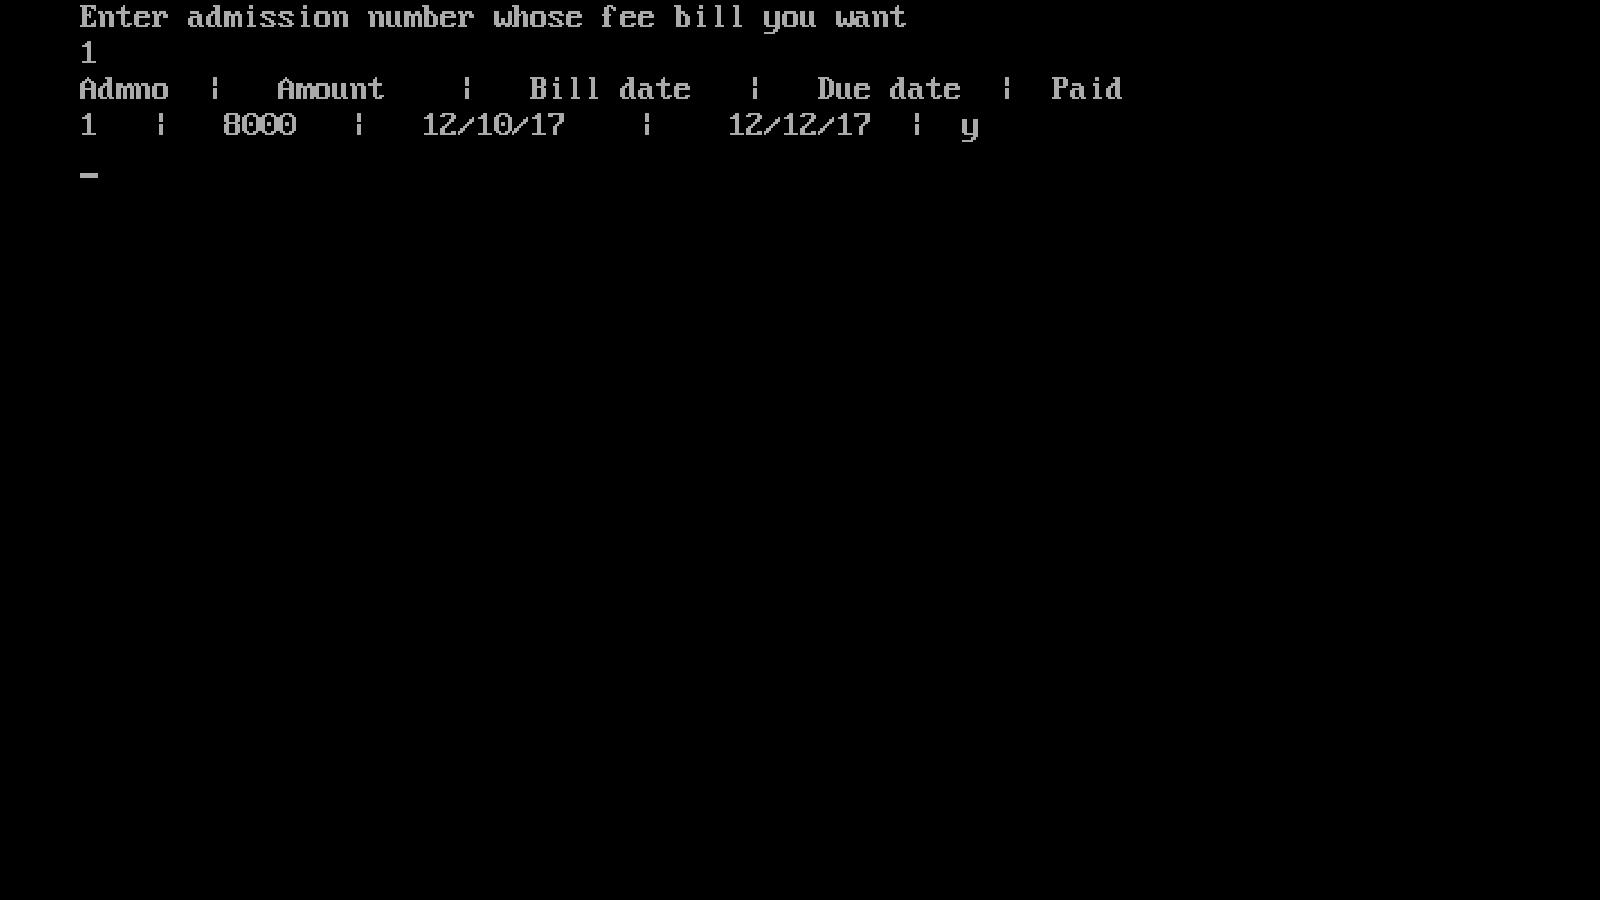 Enter admission number whose fee bill you want
1
Admno | Amount | Bill date | Due date | Paid
1 | 8000 | 12/10/17 | 12/12/17 | y